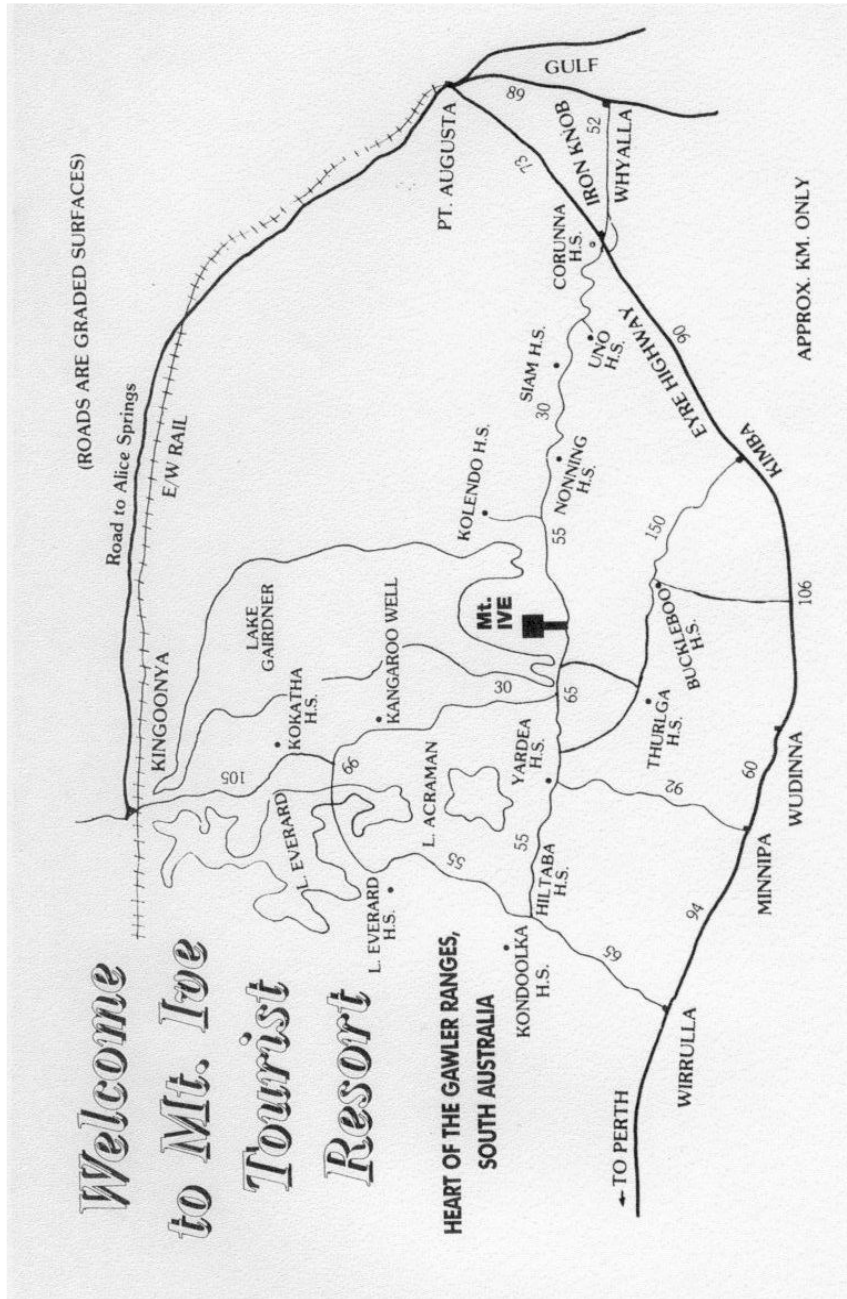 Welcome
to Mt. Ive
Tourist
Resort
HEART OF THE GAWLER RANGES,
SOUTH AUSTRALIA
(ROADS ARE GRADED SURFACES)
Road to Alice Springs
E/W RAIL
KINGOONYA
105
LAKE
GAIRDNER
KOKATHA
H.S.
KANGAROO WELL
L. EVERARD
99
L. EVERARD
H.S.
L. ACRAMAN
30
55
KOLENDO H.S.
PT. AUGUSTA
GULF
68
73
IRON KNOB
52
WHYALLA
CORUNNA
H.S.
SIAM H.S.
30
UNO
H.S.
NONNING
H.S.
55
Mt.
IVE
65
YARDEA
H.S.
55
HILTABA
H.S.
KONDOOLKA
H.S.
65
92
THURLGA
H.S.
BUCKLEBOO
H.S.
150
EYRE HIGHWAY
90
KIMBA
106
WUDINNA
60
MINNIPA
94
WIRRULLA
←TO PERTH
APPROX. KM. ONLY